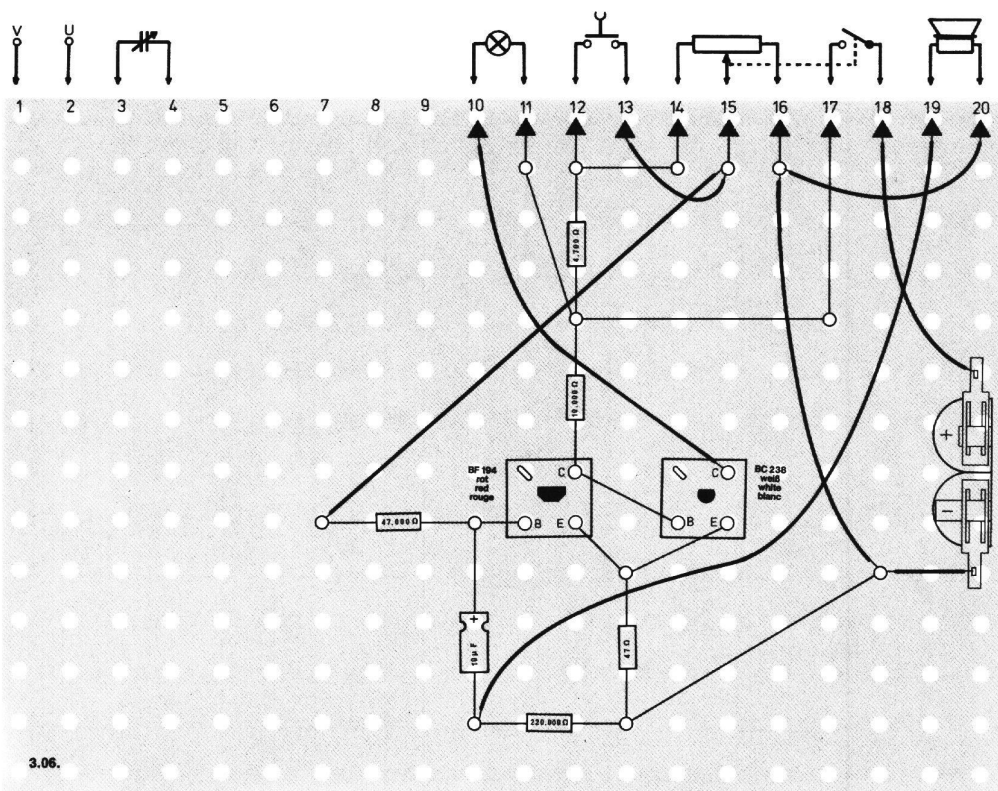 V U
1 2 3 4 5 6 7 8 9 10 11 12 13 14 15 16 17 18 19 20
4,700 Ω
10,000 Ω
BF 194
rot
red
rouge
C
B E
BC 238
weiß
white
blanc
C
B E
+
−
47,000 Ω
+
10 µF
47 Ω
220,000 Ω
3.06.